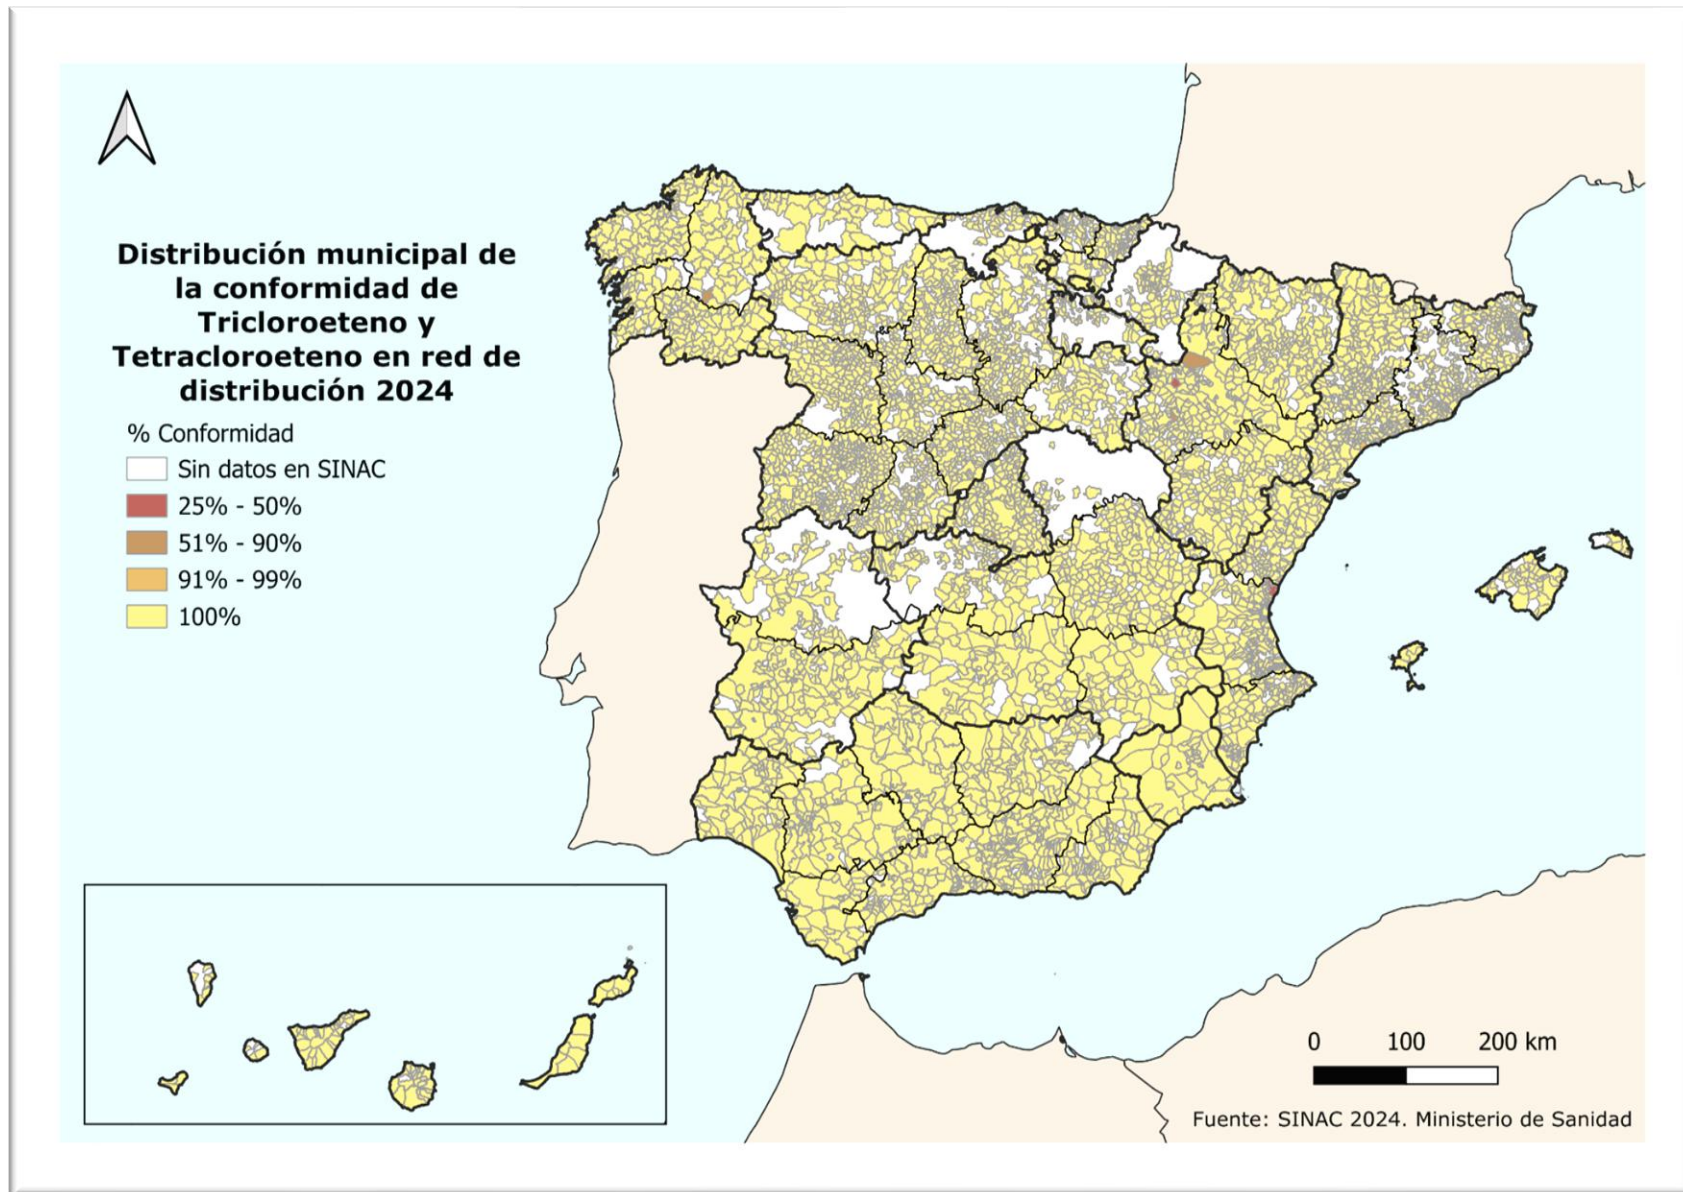 Distribución municipal de
la conformidad de
Tricloroeteno y
Tetracloroeteno en red de
distribución 2024
% Conformidad
Sin datos en SINAC
25% - 50%
51% - 90%
91% - 99%
100%
0 100 200 km
Fuente: SINAC 2024. Ministerio de Sanidad